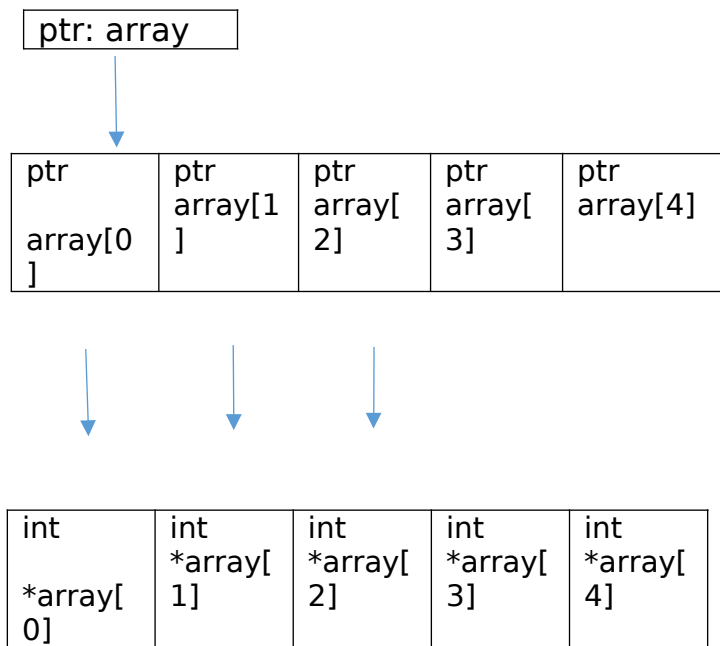 ptr: array
ptr
array[0
]
ptr
array[1
]
ptr
array[
2]
ptr
array[
3]
ptr
array[4]
int
*array[
0]
int
*array[
1]
int
*array[
2]
int
*array[
3]
int
*array[
4]